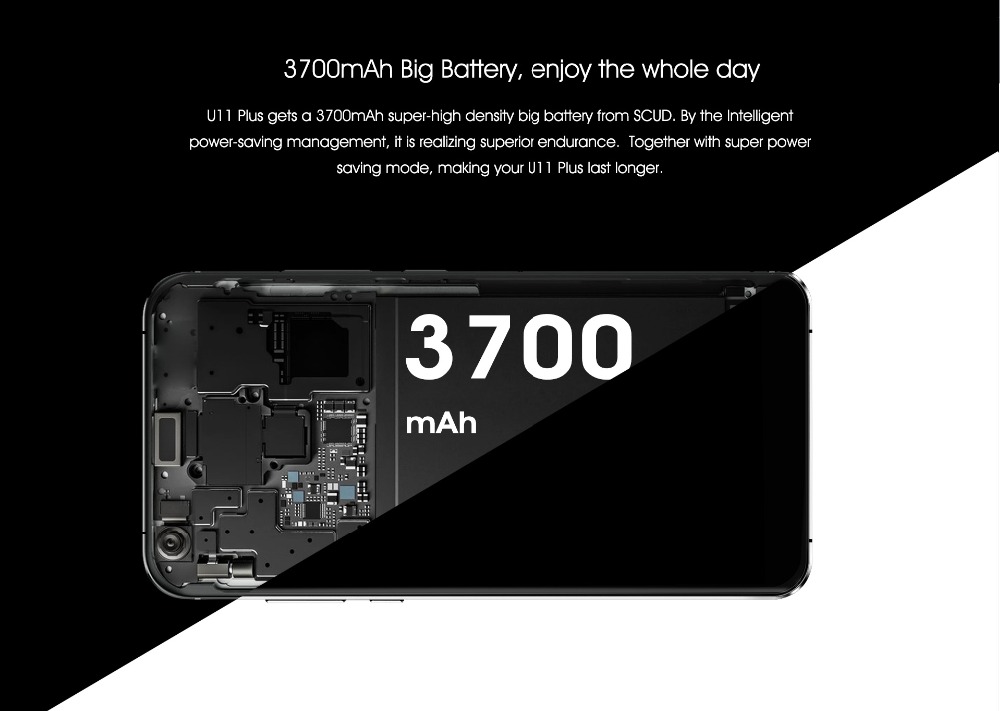 3700mAh Big Battery, enjoy the whole day
U11 Plus gets a 3700mAh super-high density big battery from SCUD. By the Intelligent
power-saving management, it is realizing superior endurance.  Together with super power
saving mode, making your U11 Plus last longer.
3700
mAh